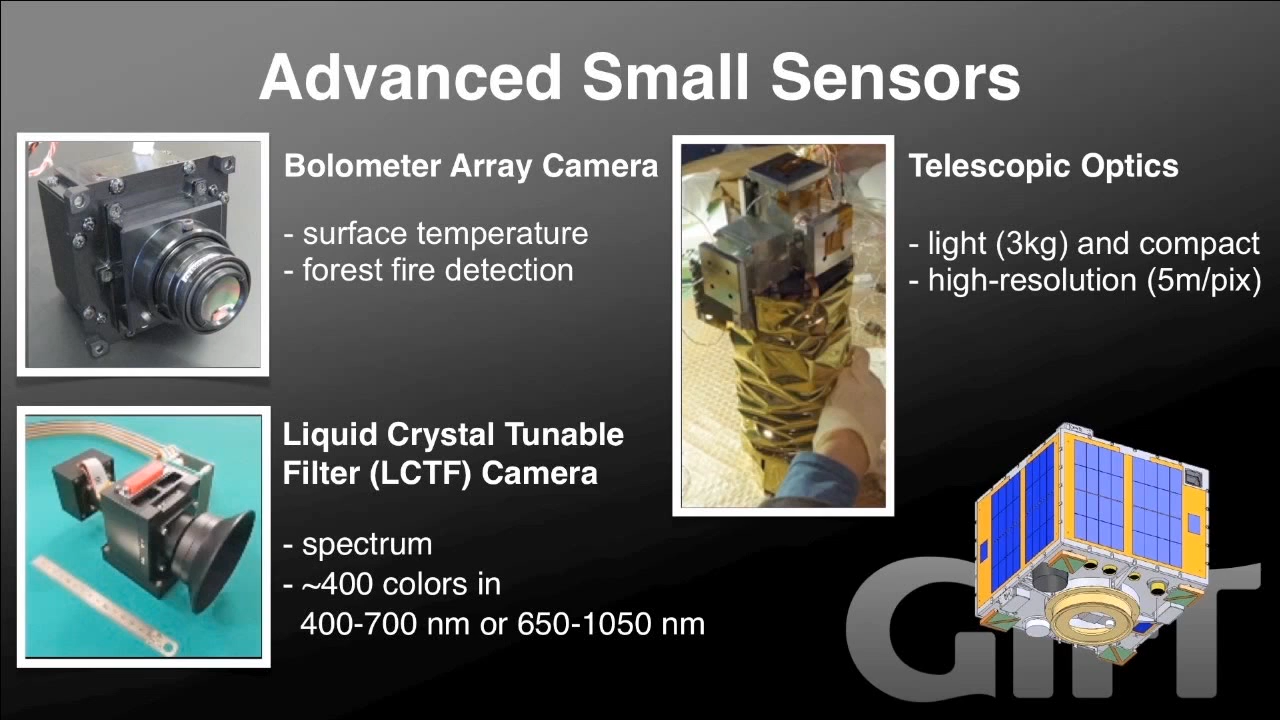 Advanced Small Sensors
Bolometer Array Camera
- surface temperature
- forest fire detection
Liquid Crystal Tunable
Filter (LCTF) Camera
- spectrum
- ~400 colors in
400-700 nm or 650-1050 nm
Telescopic Optics
- light (3kg) and compact
- high-resolution (5m/pix)